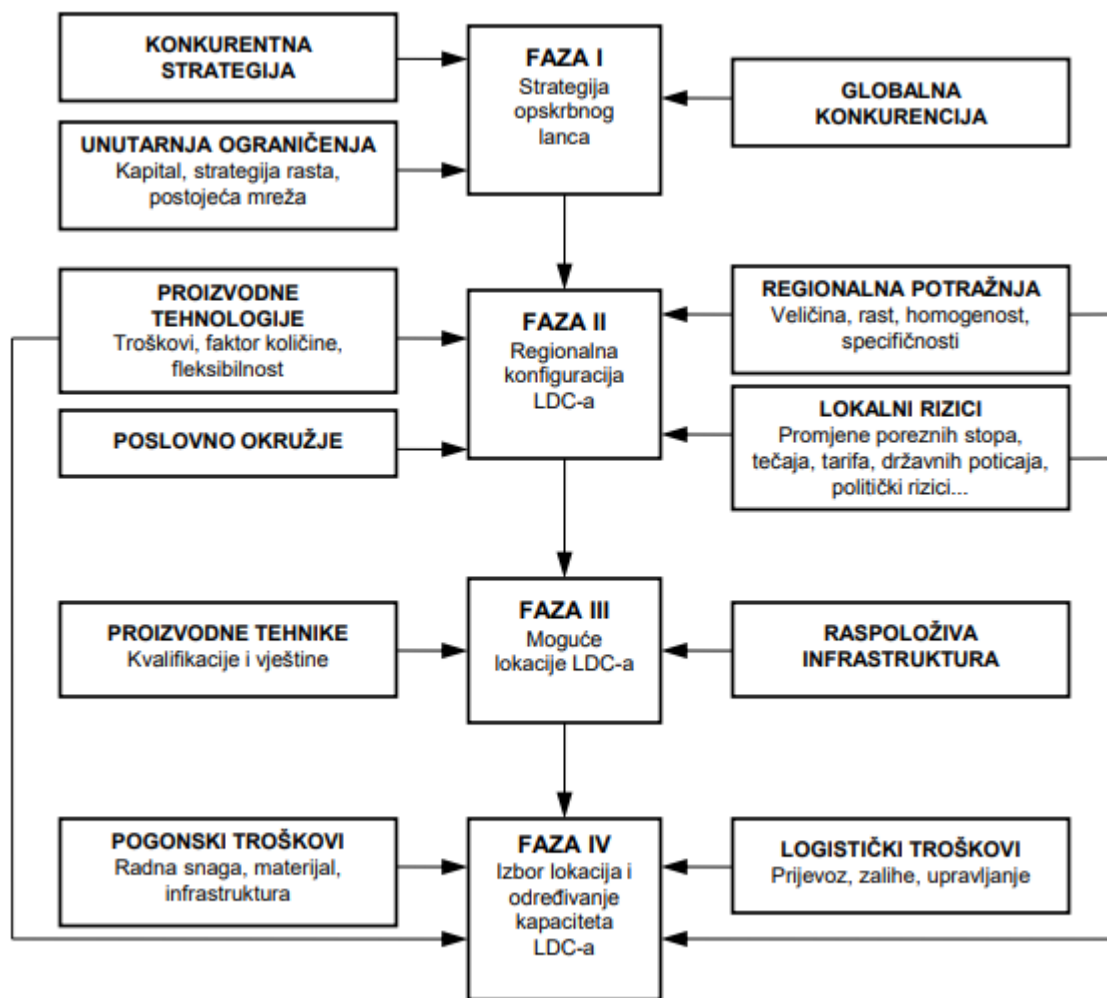 KONKURENTNA
STRATEGIJA
FAZA I
Strategija
opskrbnog
lanca
GLOBALNA
KONKURENCIJA
UNUTARNJA OGRANIČENJA
Kapital, strategija rasta,
postojeća mreža
PROIZVODNE
TEHNOLOGIJE
Troškovi, faktor količine,
fleksibilnost
FAZA II
Regionalna
konfiguracija
LDC-a
REGIONALNA POTRAŽNJA
Veličina, rast, homogenost,
specifičnosti
POSLOVNO OKRUŽJE
LOKALNI RIZICI
Promjene poreznih stopa,
tečaja, tarifa, državnih poticaja,
politički rizici...
PROIZVODNE TEHNIKE
Kvalifikacije i vještine
FAZA III
Moguće
lokacije LDC-a
RASPOLOŽIVA
INFRASTRUKTURA
POGONSKI TROŠKOVI
Radna snaga, materijal,
infrastruktura
FAZA IV
Izbor lokacija i
određivanje
kapaciteta
LDC-a
LOGISTIČKI TROŠKOVI
Prijevoz, zalihe, upravljanje